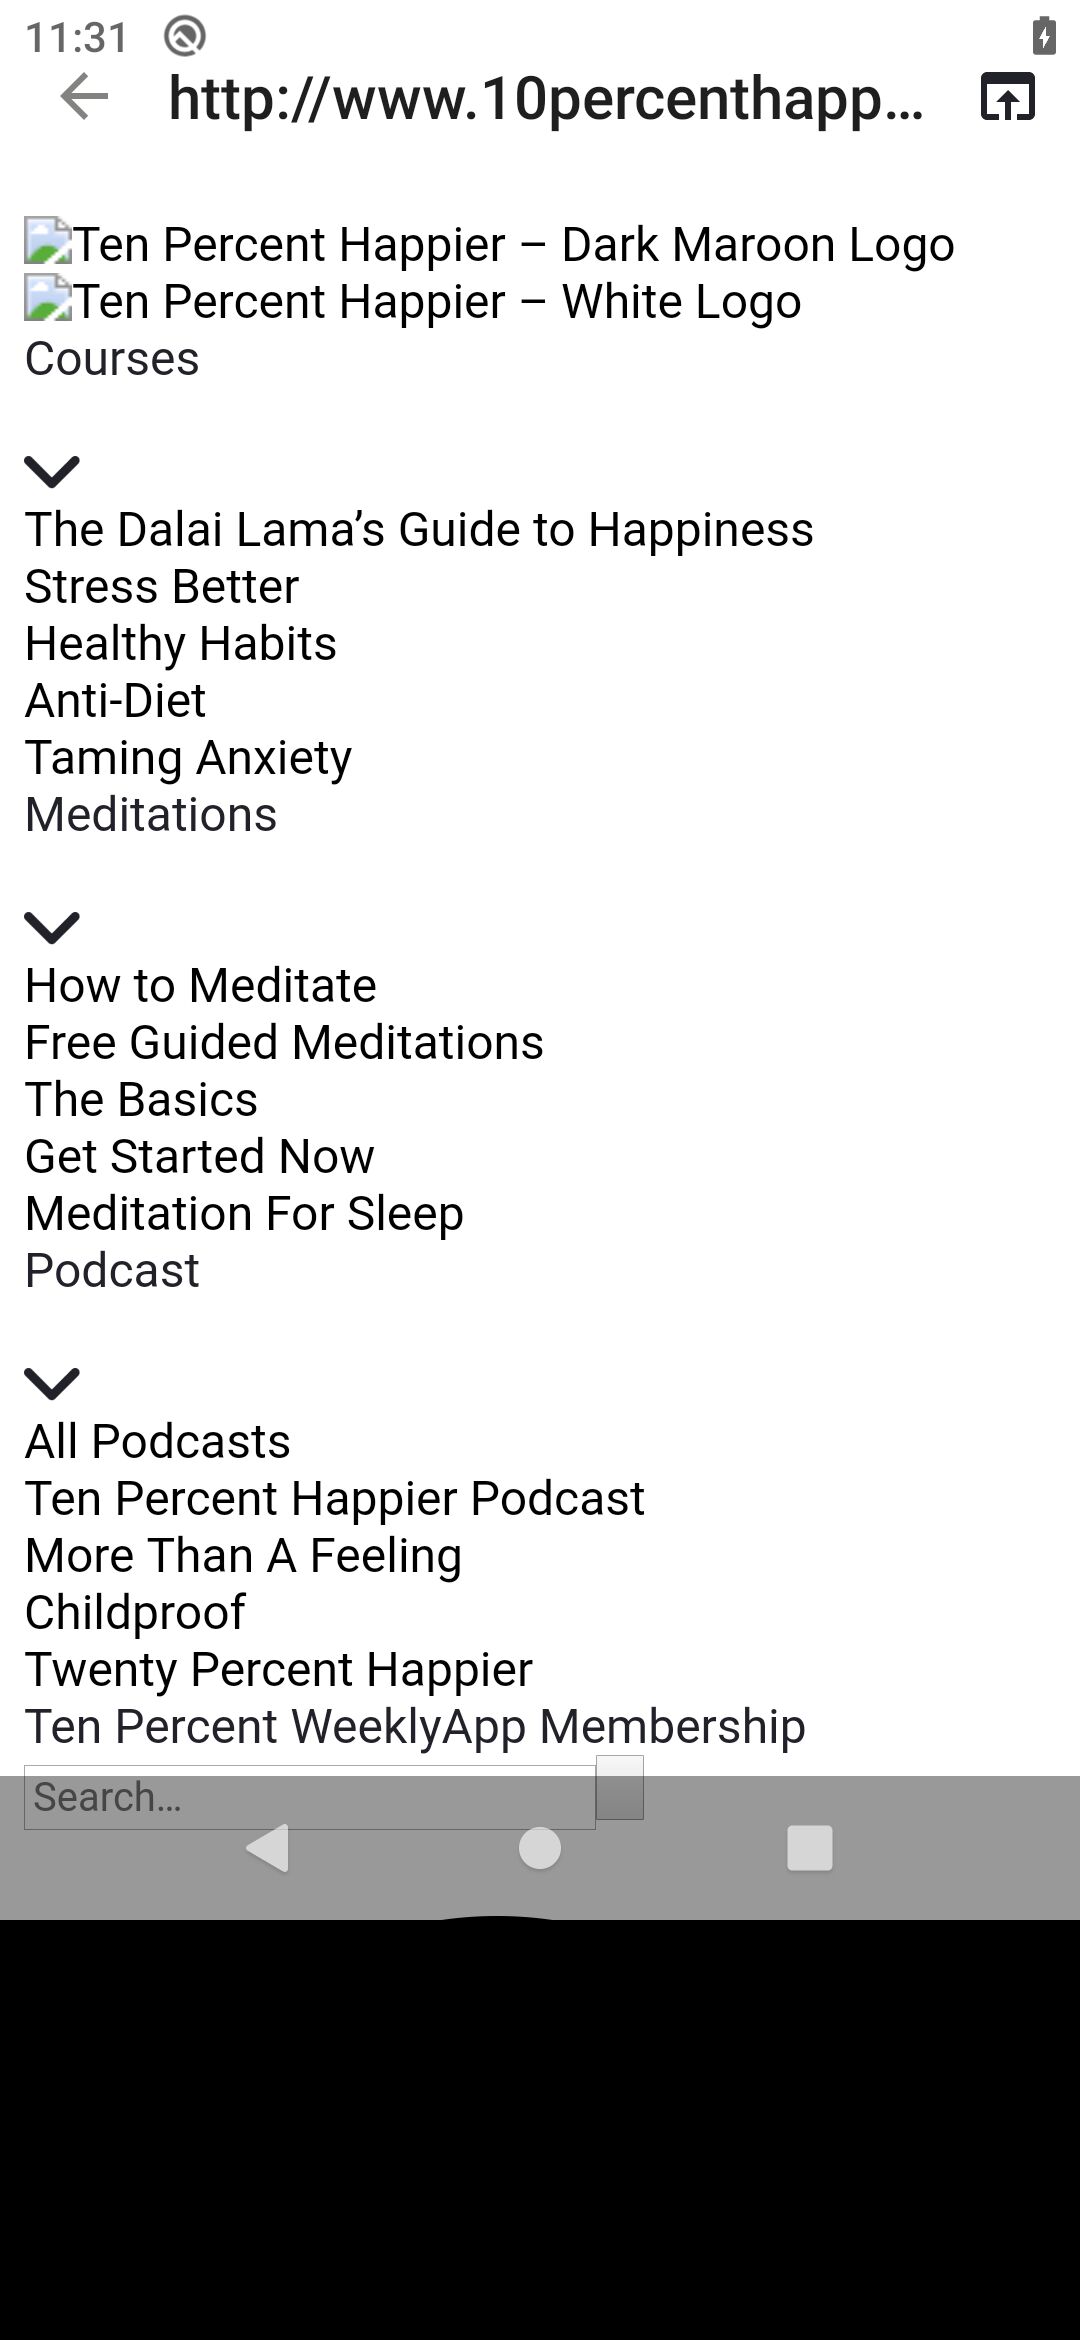 11:31
http://www.10percenthapp...
Ten Percent Happier – Dark Maroon Logo
Ten Percent Happier – White Logo
Courses
The Dalai Lama’s Guide to Happiness
Stress Better
Healthy Habits
Anti-Diet
Taming Anxiety
Meditations
How to Meditate
Free Guided Meditations
The Basics
Get Started Now
Meditation For Sleep
Podcast
All Podcasts
Ten Percent Happier Podcast
More Than A Feeling
Childproof
Twenty Percent Happier
Ten Percent WeeklyApp Membership
Search...